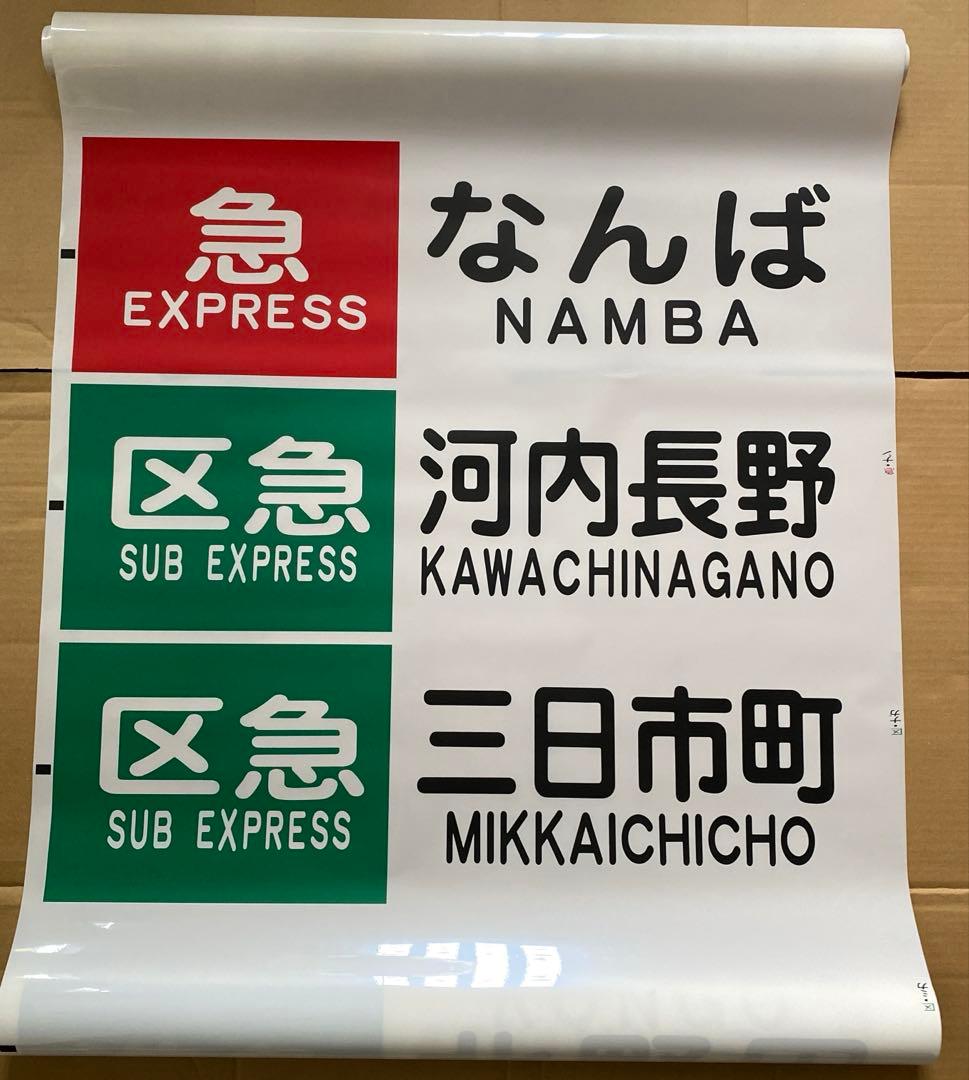 急
EXPRESS
なんば
NAMBA
区急
SUB EXPRESS
河内長野
KAWACHINAGANO
区急
SUB EXPRESS
三日市町
MIKKAICHICHO